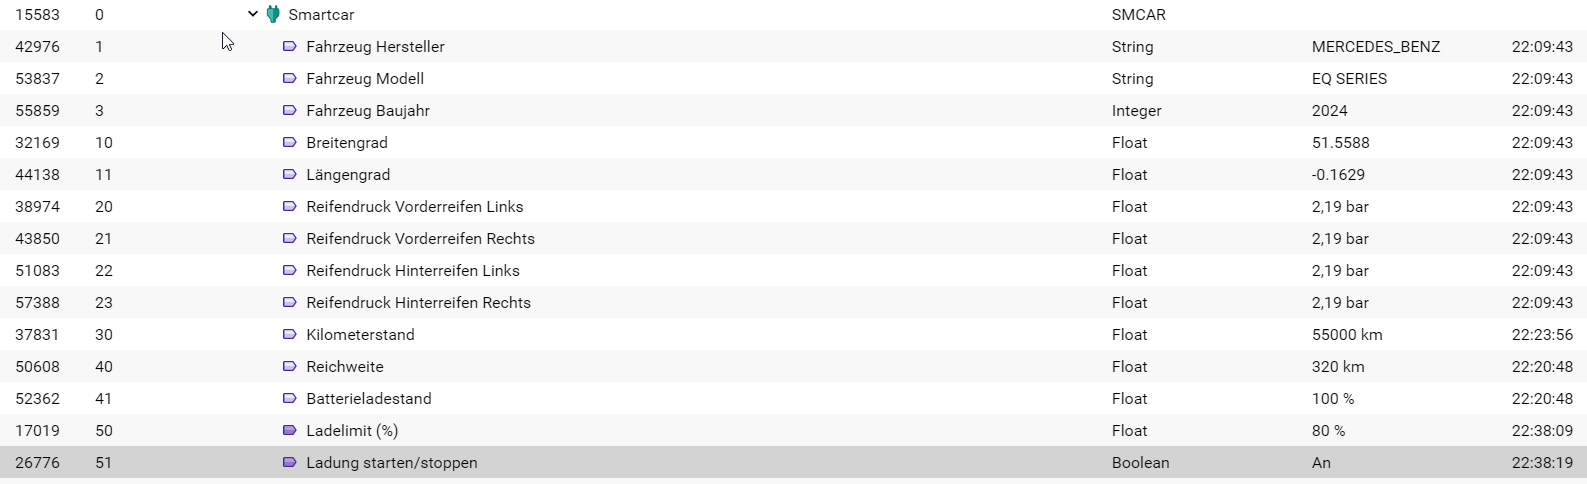 15583 0 Smartcar SMCAR
42976 1 Fahrzeug Hersteller String MERCEDES_BENZ 22:09:43
53837 2 Fahrzeug Modell String EQ SERIES 22:09:43
55859 3 Fahrzeug Baujahr Integer 2024 22:09:43
32169 10 Breitengrad Float 51.5588 22:09:43
44138 11 Längengrad Float -0.1629 22:09:43
38974 20 Reifendruck Vorderreifen Links Float 2,19 bar 22:09:43
43850 21 Reifendruck Vorderreifen Rechts Float 2,19 bar 22:09:43
51083 22 Reifendruck Hinterreifen Links Float 2,19 bar 22:09:43
57388 23 Reifendruck Hinterreifen Rechts Float 2,19 bar 22:09:43
37831 30 Kilometerstand Float 55000 km 22:23:56
50608 40 Reichweite Float 320 km 22:20:48
52362 41 Batterieladestand Float 100 % 22:20:48
17019 50 Ladelimit (%) Float 80 % 22:38:09
26776 51 Ladung starten/stoppen Boolean An 22:38:19